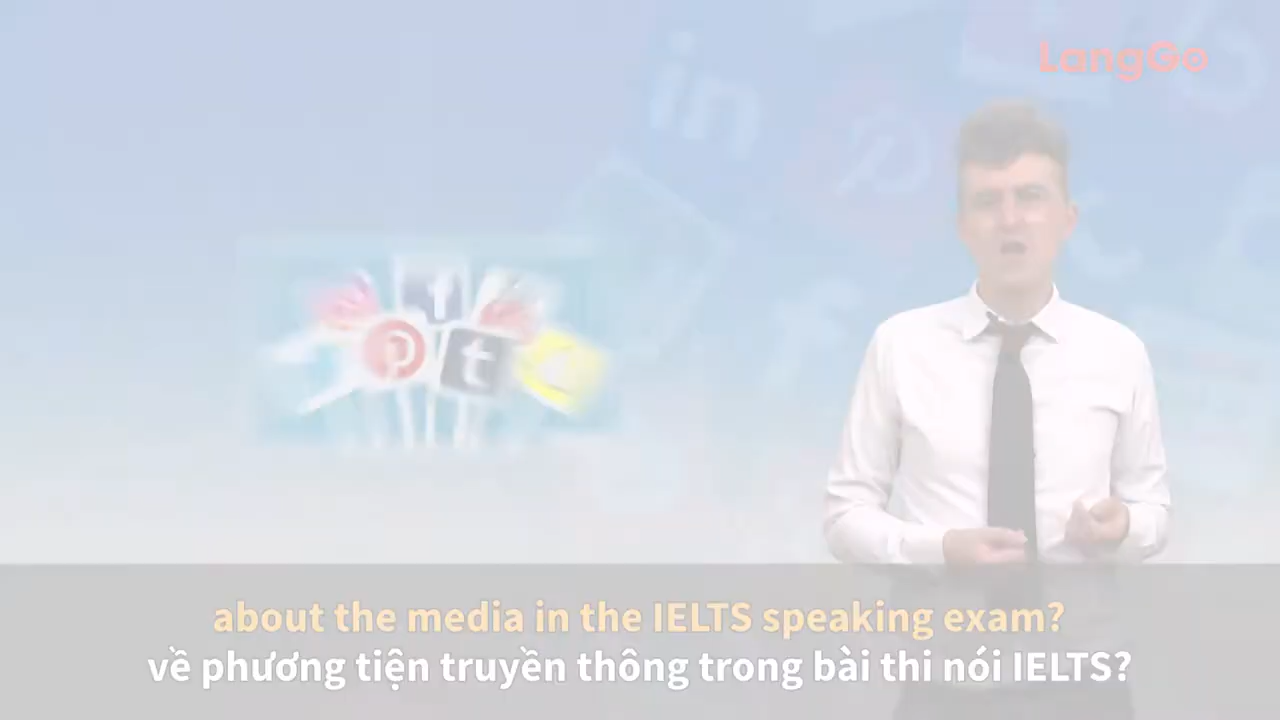 LangGo
in
f
t
about the media in the IELTS speaking exam?
về phương tiện truyền thông trong bài thi nói IELTS?